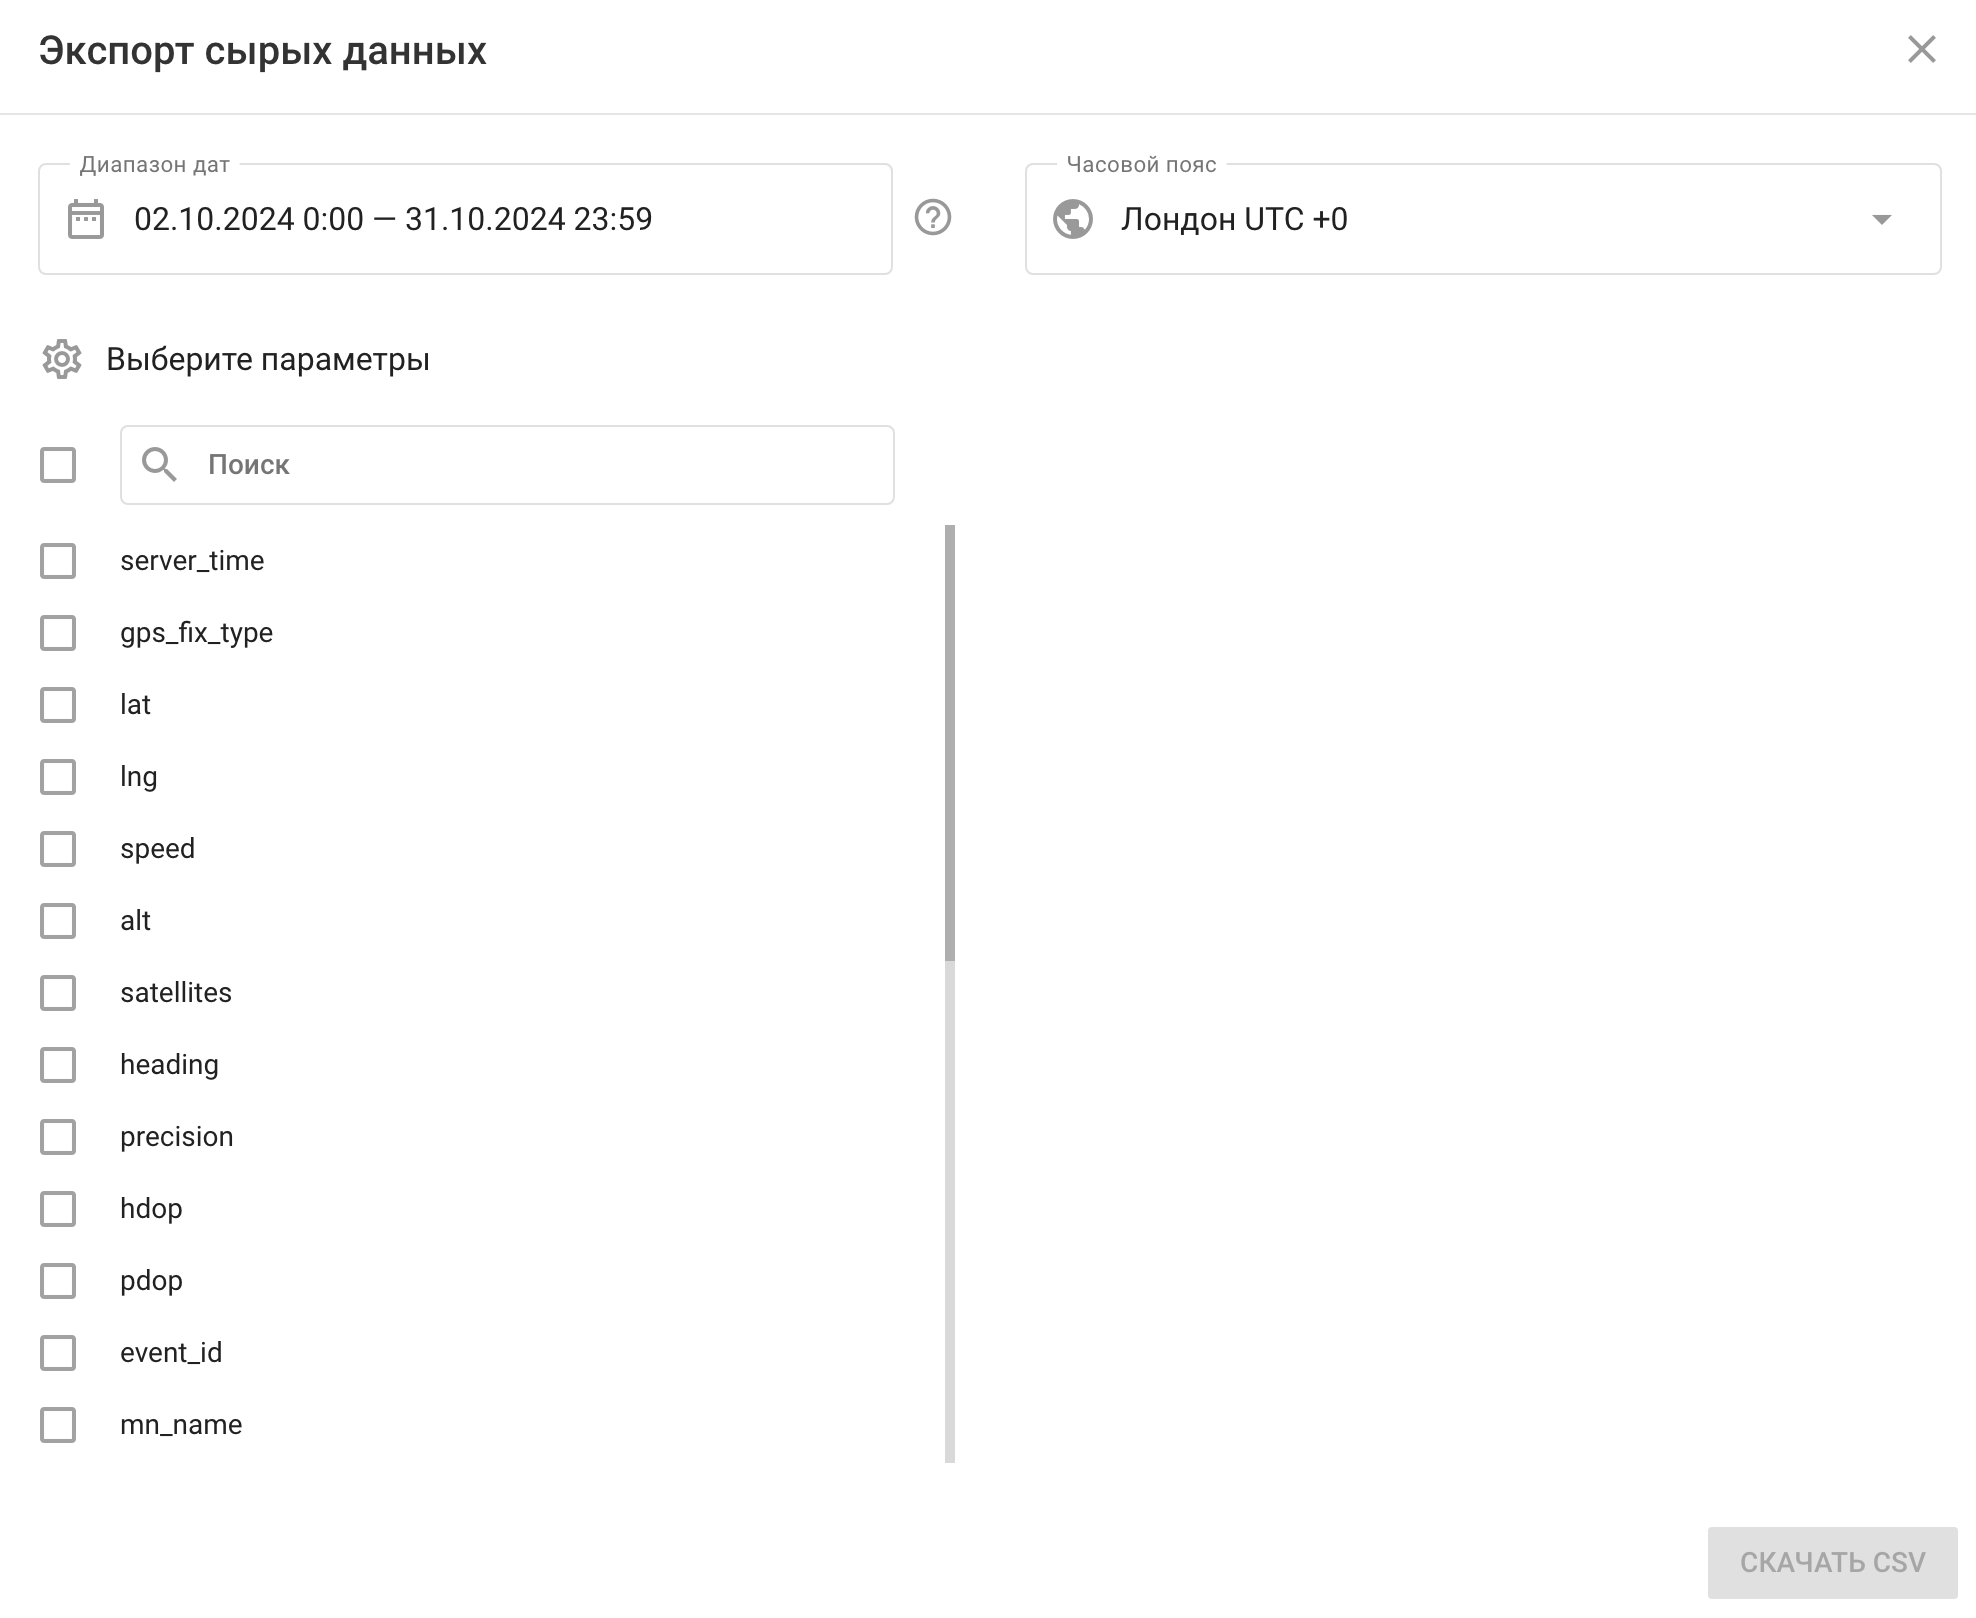 Экспорт сырых данных
Диапазон дат
02.10.2024 0:00 — 31.10.2024 23:59
Часовой пояс
Лондон UTC +0
Выберите параметры
Поиск
server_time
gps_fix_type
lat
lng
speed
alt
satellites
heading
precision
hdop
pdop
event_id
mn_name
СКАЧАТЬ CSV